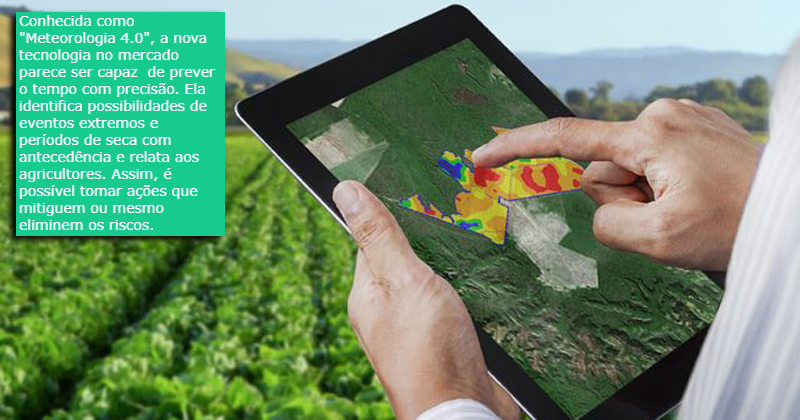 Conhecida como
"Meteorologia 4.0", a nova
tecnologia no mercado
parece ser capaz  de prever
o tempo com precisão. Ela
identifica possibilidades de
eventos extremos e
períodos de seca com
antecedência e relata aos
agricultores. Assim, é
possível tomar ações que
mitiguem ou mesmo
eliminem os riscos.